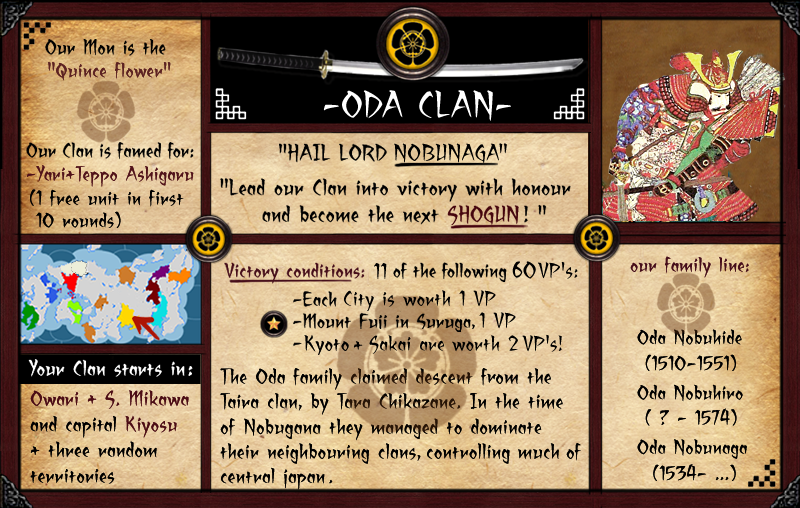 Our Mon is the
"Quince flower"
Our Clan is famed for:
-Yari+Teppo Ashigaru
(1 free unit in first
10 rounds)
-ODA CLAN-
"HAIL LORD NOBUNAGA"
"Lead our Clan into victory with honour
and become the next SHOGUN! "
Your Clan starts in:
Owari + S. Mikawa
and capital Kiyosu
+ three random
territories
Victory conditions: 11 of the following 60VP's:
-Each City is worth 1 VP
-Mount Fuji in Suruga, 1 VP
-Kyoto + Sakai are worth 2 VP's!
The Oda family claimed descent from the
Taira clan, by Tara Chikazane. In the time
of Nobugana they managed to dominate
their neighbouring clans, controlling much of
central japan.
our family line:
Oda Nobuhide
(1510-1551)
Oda Nobuhiro
( ? - 1574)
Oda Nobunaga
(1534- ...)